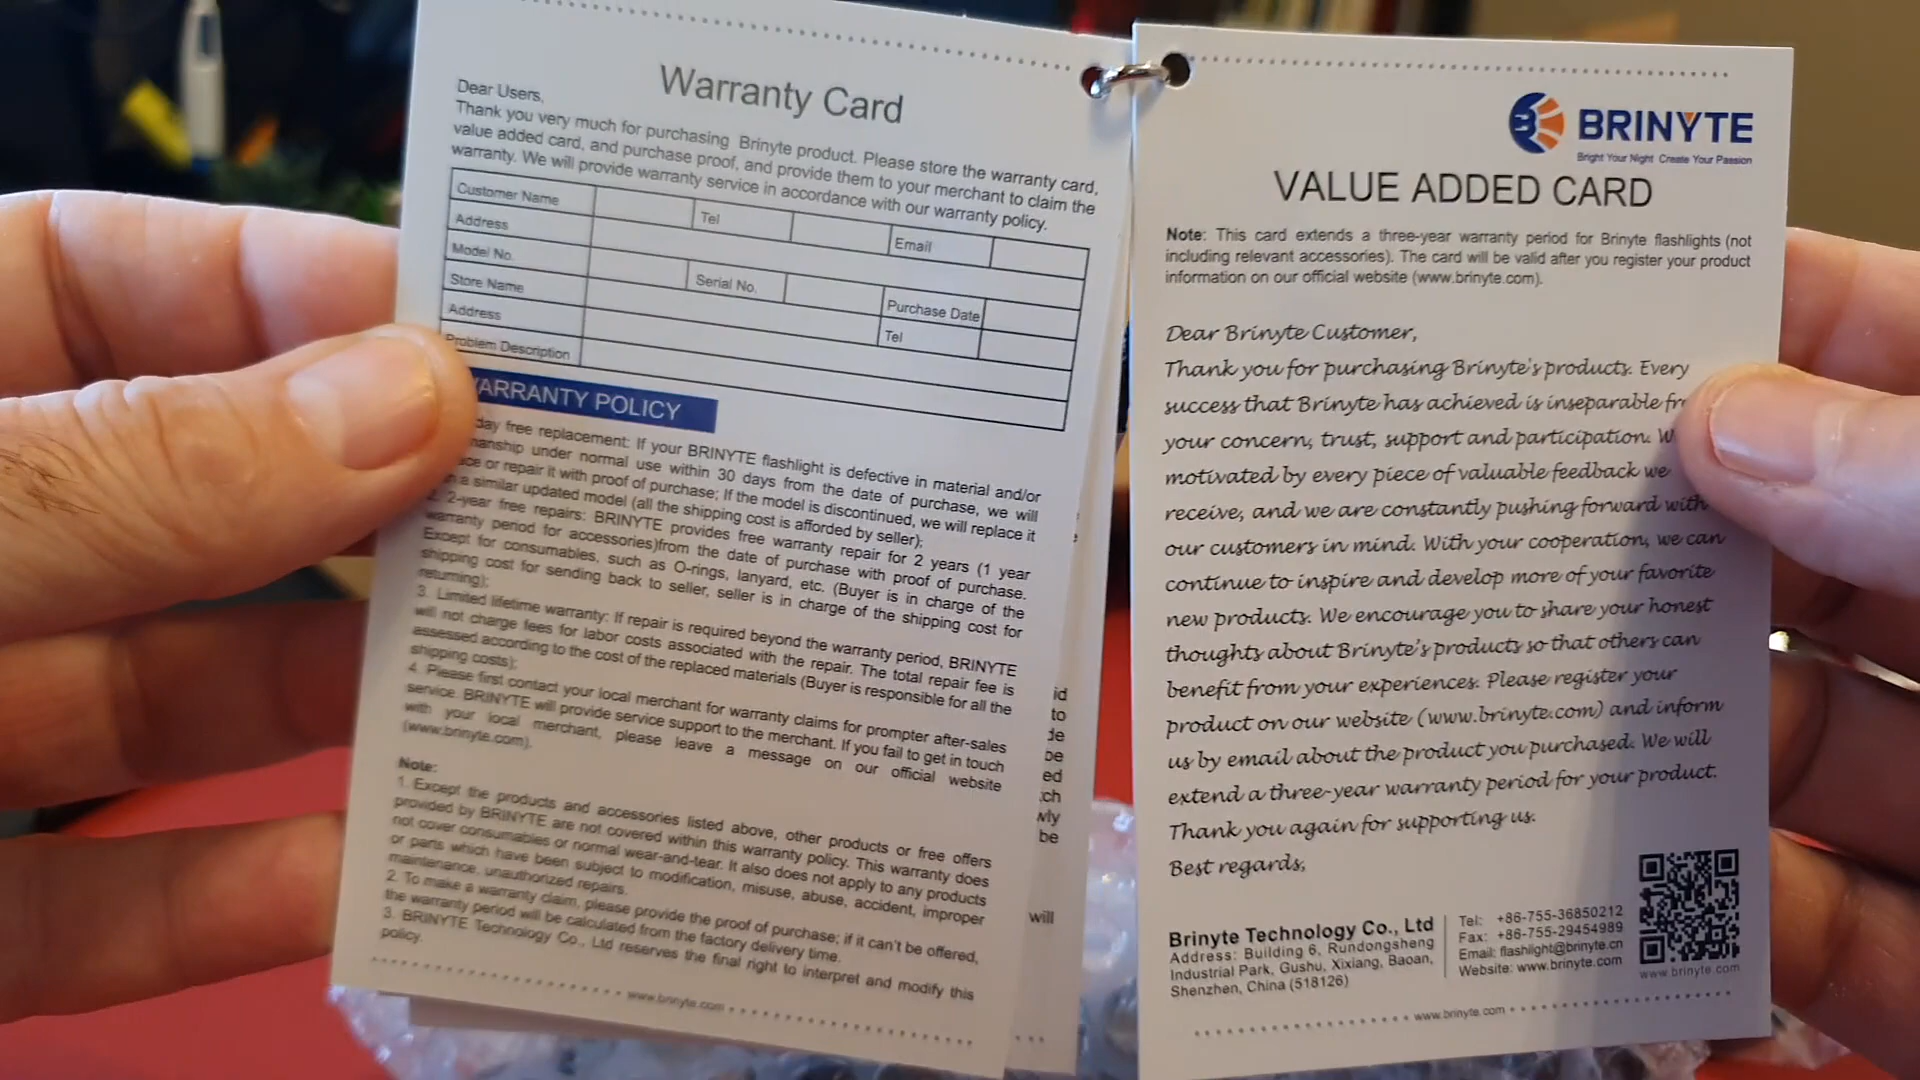 Warranty Card
Dear Users,
Thank you very much for purchasing Brinyte product. Please store the warranty card,
value added card, and purchase proof, and provide them to your merchant to claim the
warranty. We will provide warranty service in accordance with our warranty policy.
Customer Name Tel Email
Address
Model No. Serial No. Purchase Date
Store Name Tel
Address
Problem Description
WARRANTY POLICY
day free replacement: If your BRINYTE flashlight is defective in material and/or
manship under normal use within 30 days from the date of purchase, we will
or repair it with proof of purchase; If the model is discontinued, we will replace it
a similar updated model (all the shipping cost is afforded by seller);
2. 2-year free repairs: BRINYTE provides free warranty repair for 2 years (1 year
warranty period for accessories)from the date of purchase with proof of purchase.
Except for consumables, such as O-rings, lanyard, etc. (Buyer is in charge of the
shipping cost for sending back to seller, seller is in charge of the shipping cost for
returning);
3. Limited lifetime warranty: If repair is required beyond the warranty period, BRINYTE
will not charge fees for labor costs associated with the repair. The total repair fee is
assessed according to the cost of the replaced materials (Buyer is responsible for all the
shipping costs);
4. Please first contact your local merchant for warranty claims for prompter after-sales
service. BRINYTE will provide service support to the merchant. If you fail to get in touch
with your local merchant, please leave a message on our official website
(www.brinyte.com).
Note:
1. Except the products and accessories listed above, other products or free offers
provided by BRINYTE are not covered within this warranty policy. This warranty does
not cover consumables or normal wear-and-tear. It also does not apply to any products
or parts which have been subject to modification, misuse, abuse, accident, improper
maintenance, unauthorized repairs.
2. To make a warranty claim, please provide the proof of purchase; if it can't be offered,
the warranty period will be calculated from the factory delivery time.
3. BRINYTE Technology Co., Ltd reserves the final right to interpret and modify this
policy.
www.brinyte.com
id
to
de
be
ed
ch
wly
be
will
BRINYTE
Bright Your Night Create Your Passion
VALUE ADDED CARD
Note: This card extends a three-year warranty period for Brinyte flashlights (not
including relevant accessories). The card will be valid after you register your product
information on our official website (www.brinyte.com).
Dear Brinyte Customer,
Thank you for purchasing Brinyte's products. Every
success that Brinyte has achieved is inseparable fr
your concern, trust, support and participation. W
motivated by every piece of valuable feedback we
receive, and we are constantly pushing forward with
our customers in mind. With your cooperation, we can
continue to inspire and develop more of your favorite
new products. We encourage you to share your honest
thoughts about Brinyte's products so that others can
benefit from your experiences. Please register your
product on our website (www.brinyte.com) and inform
us by email about the product you purchased. We will
extend a three-year warranty period for your product.
Thank you again for supporting us.
Best regards,
Brinyte Technology Co., Ltd
Address: Building 6, Rundongsheng
Industrial Park, Gushu, Xixiang, Baoan,
Shenzhen, China (518126)
Tel: +86-755-36850212
Fax: +86-755-29454989
Email: flashlight@brinyte.cn
Website: www.brinyte.com
www.brinyte.com
www.brinyte.com